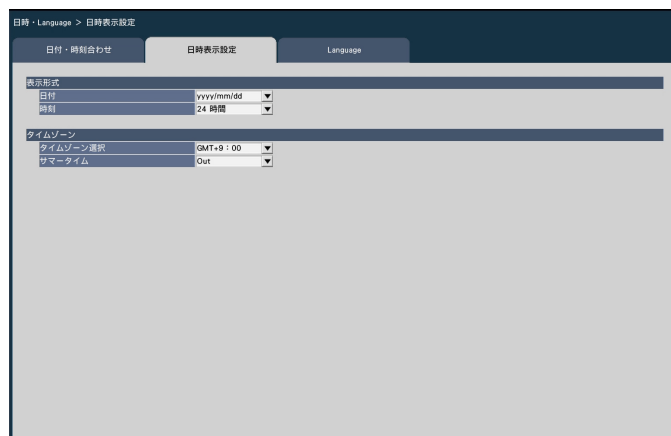 日時・Language > 日時表示設定
日付・時刻合わせ 日時表示設定 Language
表示形式
日付 yyyy/mm/dd
時刻 24 時間
タイムゾーン
タイムゾーン選択 GMT+9：00
サマータイム Out